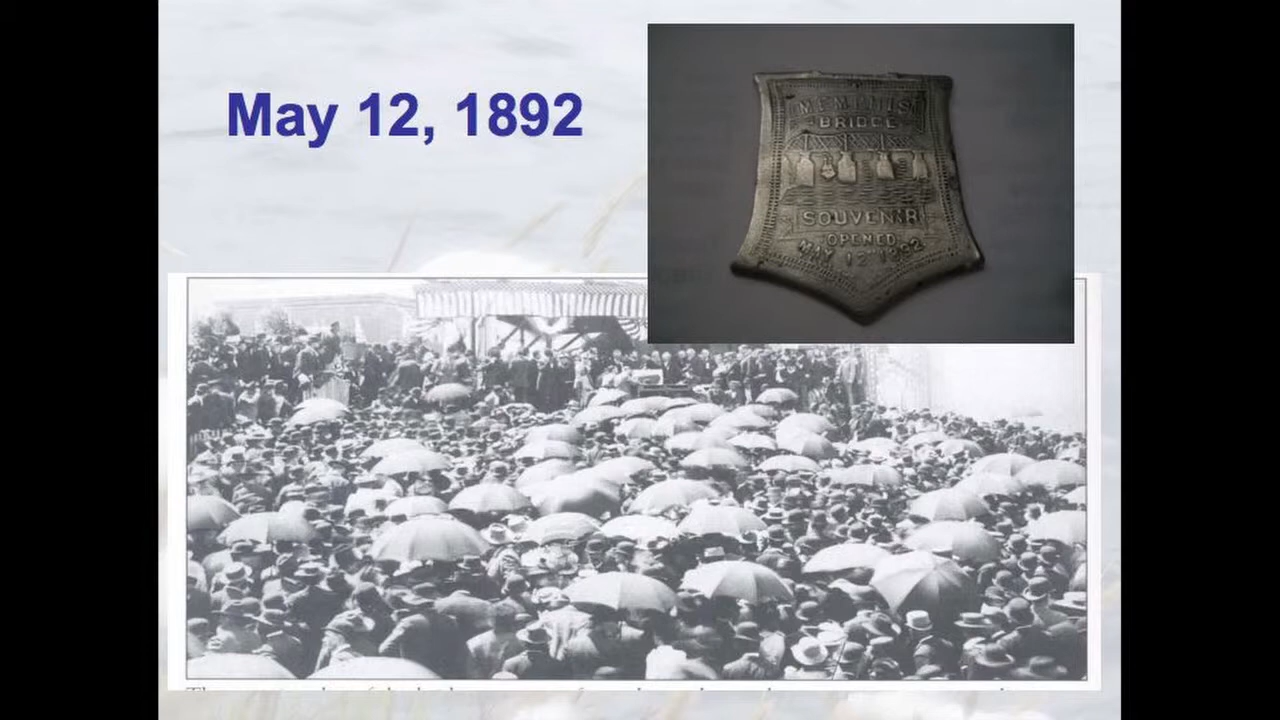 May 12, 1892
MEMPHIS
BRIDGE
SOUVENIR
OPENED
MAY 12 1892